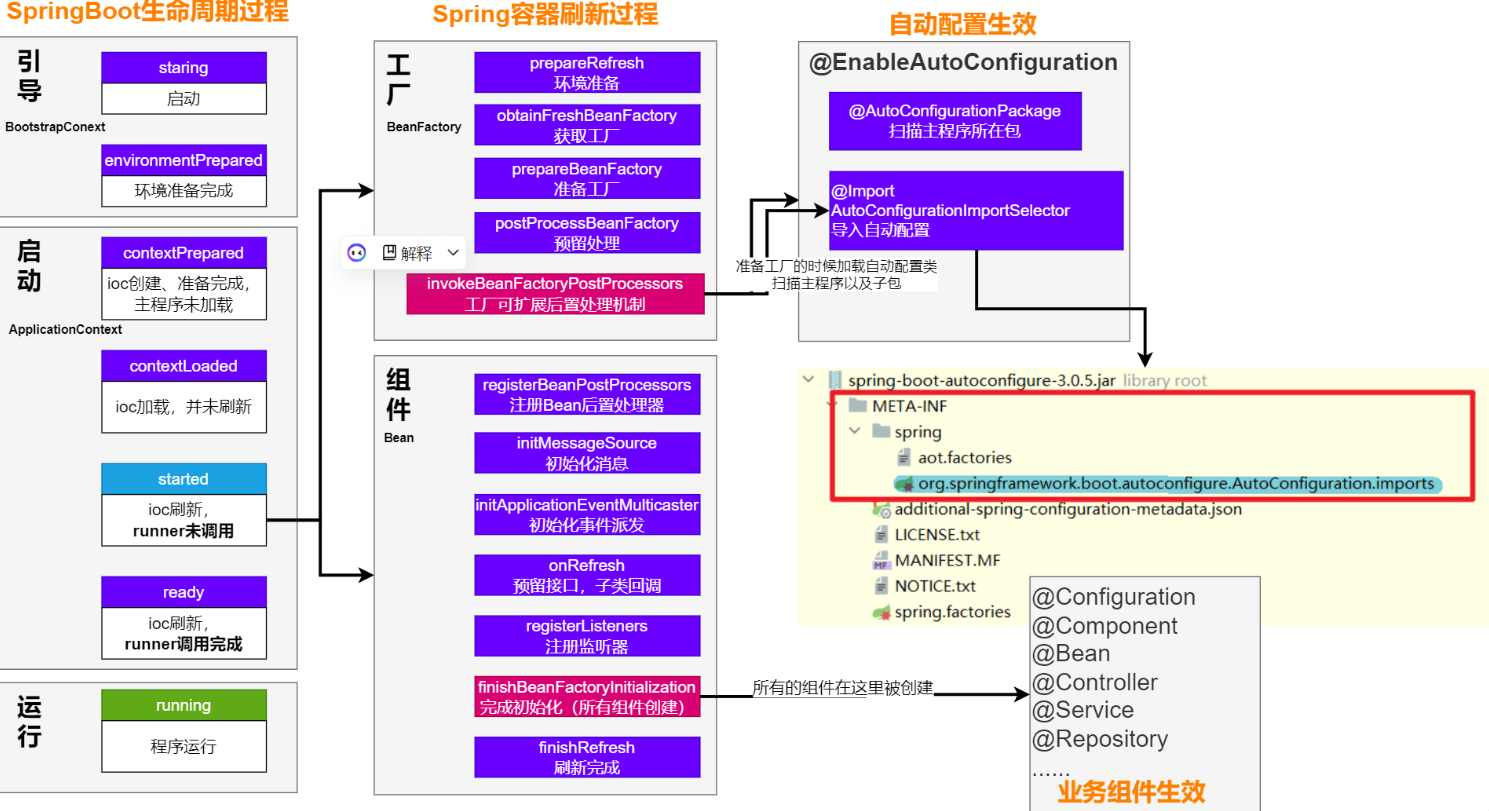 SpringBoot生命周期过程
引导
BootstrapConext
staring
启动
environmentPrepared
环境准备完成
启动
ApplicationContext
contextPrepared
ioc创建、准备完成，
主程序未加载
contextLoaded
ioc加载，并未刷新
started
ioc刷新，
runner未调用
ready
ioc刷新，
runner调用完成
运行
running
程序运行
Spring容器刷新过程
工厂
BeanFactory
prepareRefresh
环境准备
obtainFreshBeanFactory
获取工厂
prepareBeanFactory
准备工厂
postProcessBeanFactory
预留处理
解释
invokeBeanFactoryPostProcessors
工厂可扩展后置处理机制
组件
Bean
registerBeanPostProcessors
注册Bean后置处理器
initMessageSource
初始化消息
initApplicationEventMulticaster
初始化事件派发
onRefresh
预留接口，子类回调
registerListeners
注册监听器
finishBeanFactoryInitialization
完成初始化（所有组件创建）
finishRefresh
刷新完成
自动配置生效
@EnableAutoConfiguration
@AutoConfigurationPackage
扫描主程序所在包
@Import
AutoConfigurationImportSelector
导入自动配置
准备工厂的时候加载自动配置类
扫描主程序以及子包
spring-boot-autoconfigure-3.0.5.jar library root
META-INF
spring
aot.factories
org.springframework.boot.autoconfigure.AutoConfiguration.imports
additional-spring-configuration-metadata.json
LICENSE.txt
MANIFEST.MF
NOTICE.txt
spring.factories
所有的组件在这里被创建
@Configuration
@Component
@Bean
@Controller
@Service
@Repository
......
业务组件生效